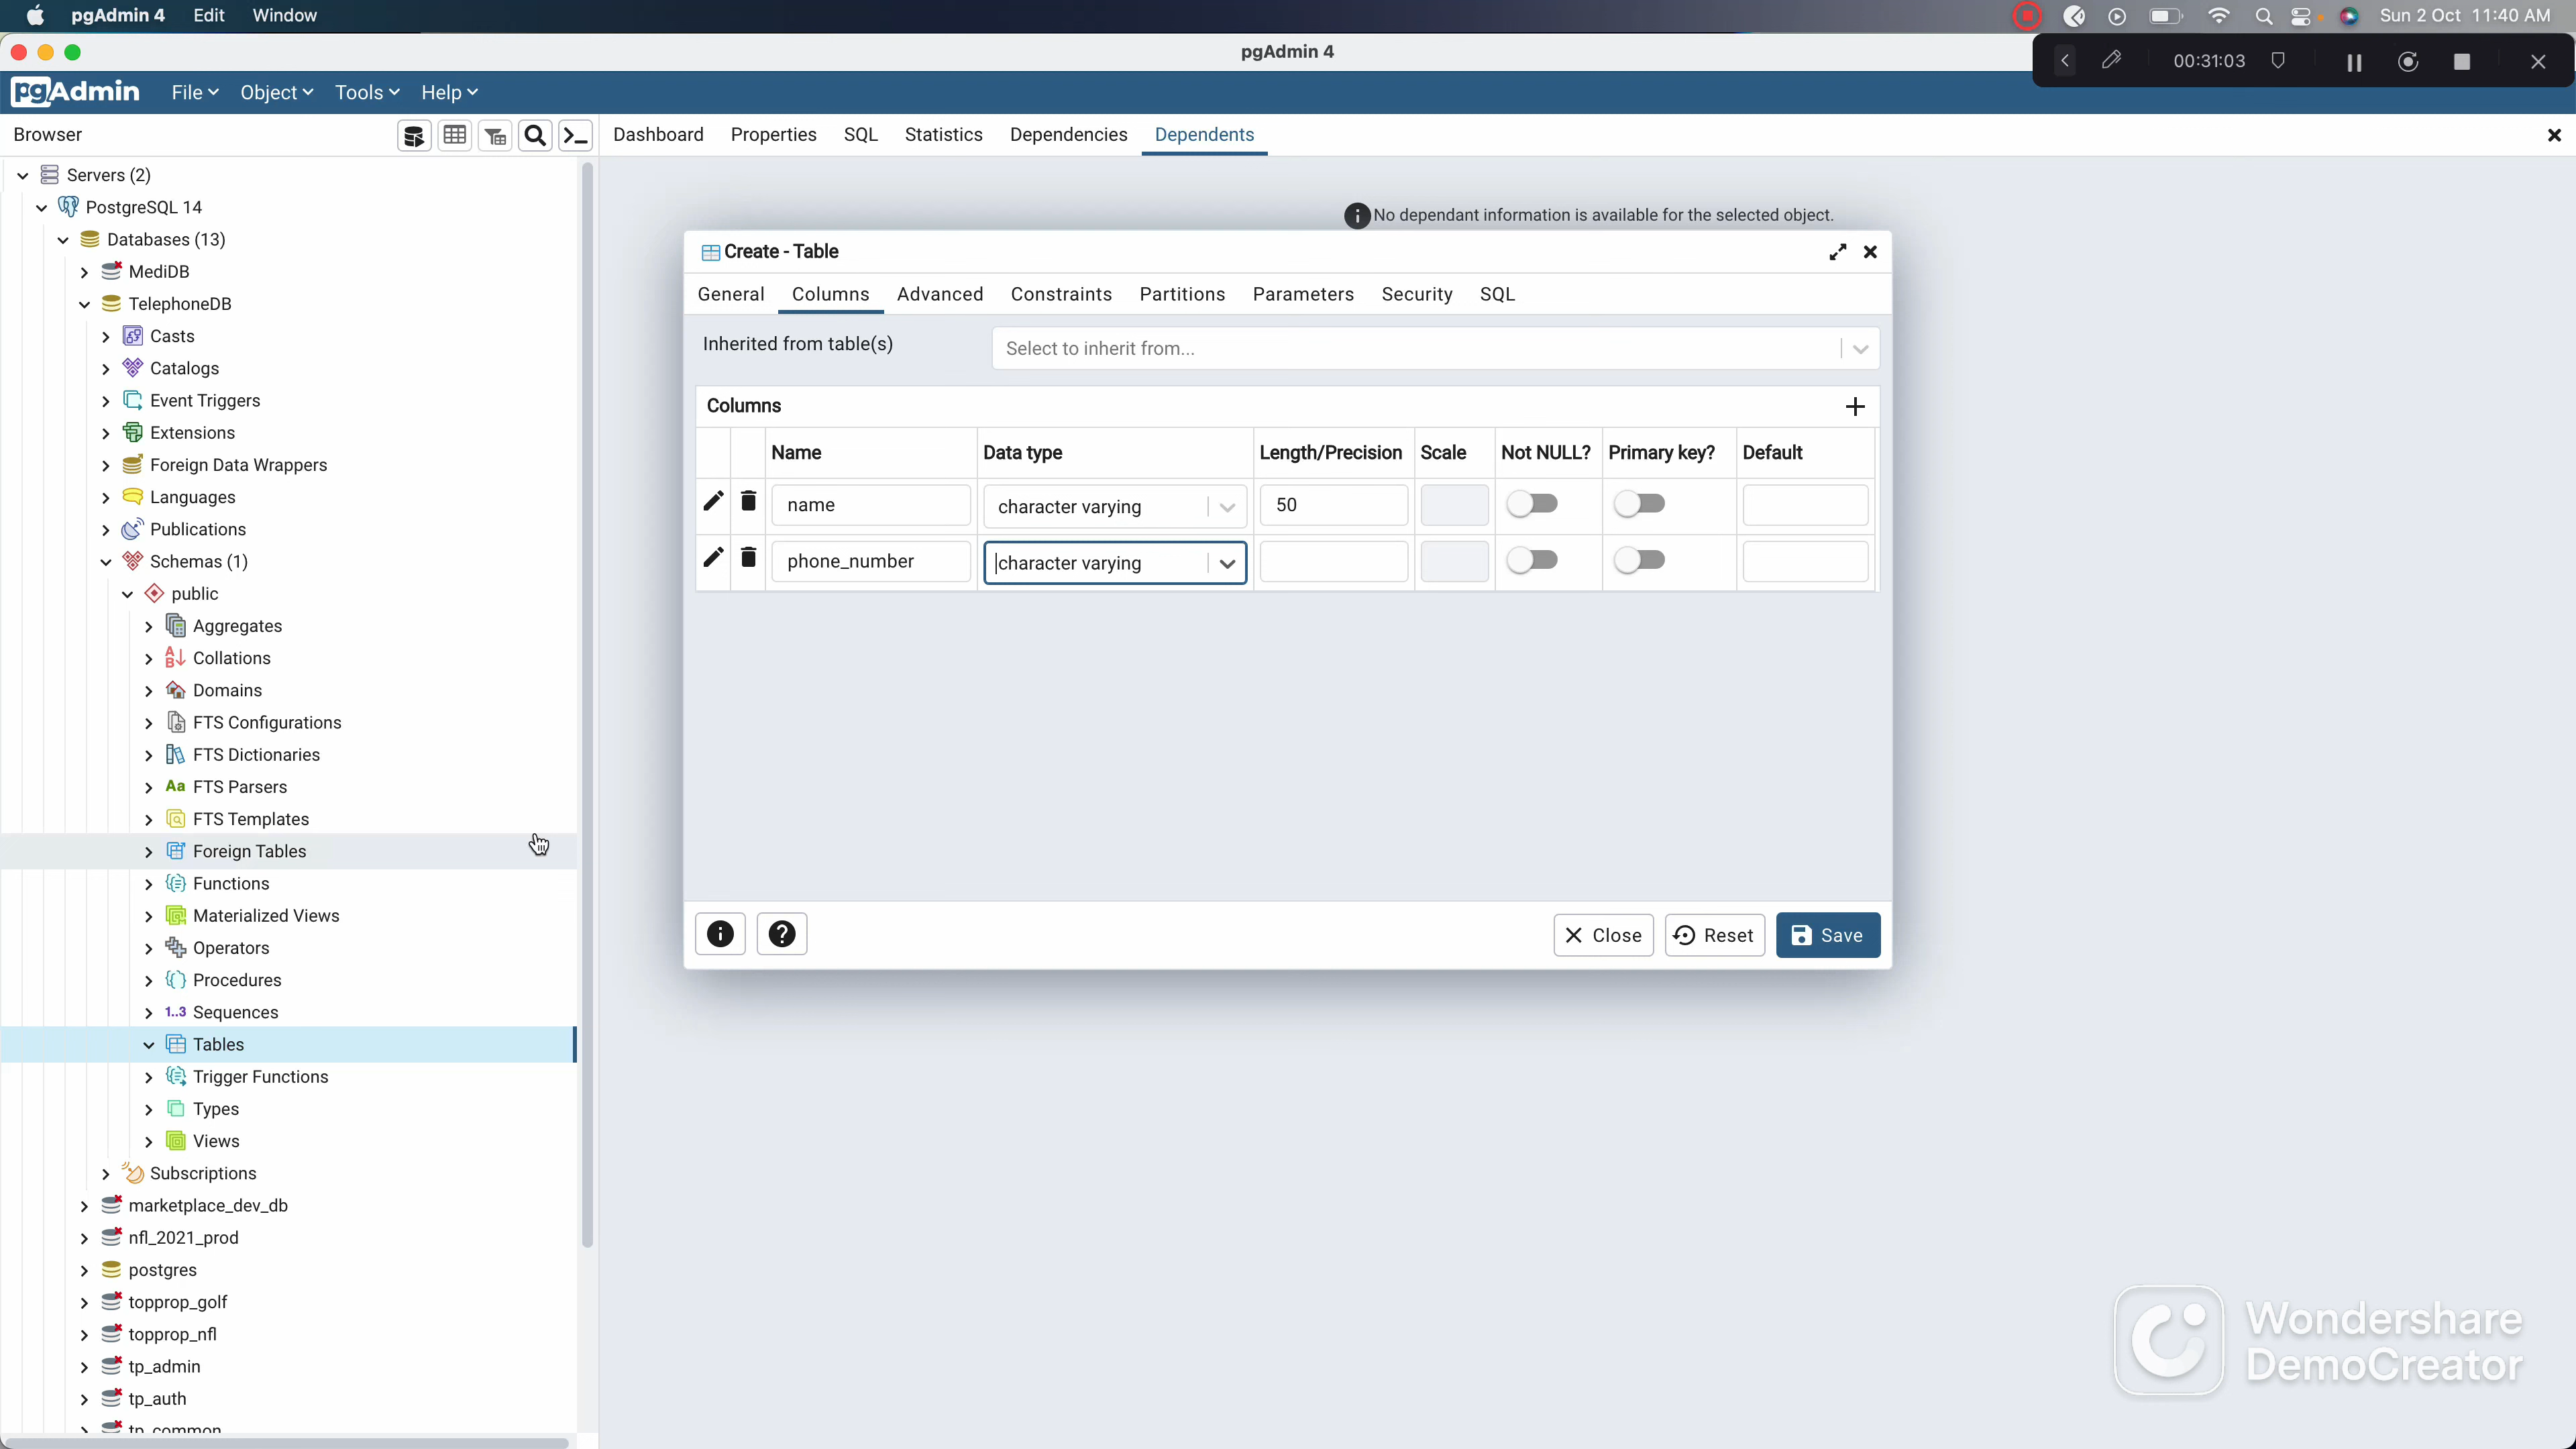 pgAdmin 4 Edit Window Sun 2 Oct 11:40 AM
pgAdmin 4
00:31:03
pgAdmin File Object Tools Help
Browser
Dashboard Properties SQL Statistics Dependencies Dependents
Servers (2)
PostgreSQL 14
Databases (13)
MediDB
TelephoneDB
Casts
Catalogs
Event Triggers
Extensions
Foreign Data Wrappers
Languages
Publications
Schemas (1)
public
Aggregates
Collations
Domains
FTS Configurations
FTS Dictionaries
Aa FTS Parsers
FTS Templates
Foreign Tables
Functions
Materialized Views
Operators
Procedures
1..3 Sequences
Tables
Trigger Functions
Types
Views
Subscriptions
marketplace_dev_db
nfl_2021_prod
postgres
topprop_golf
topprop_nfl
tp_admin
tp_auth
tp_common
No dependant information is available for the selected object.
Create - Table
General Columns Advanced Constraints Partitions Parameters Security SQL
Inherited from table(s) Select to inherit from...
Columns
Name Data type Length/Precision Scale Not NULL? Primary key? Default
name character varying 50
phone_number character varying
Close Reset Save
Wondershare
DemoCreator